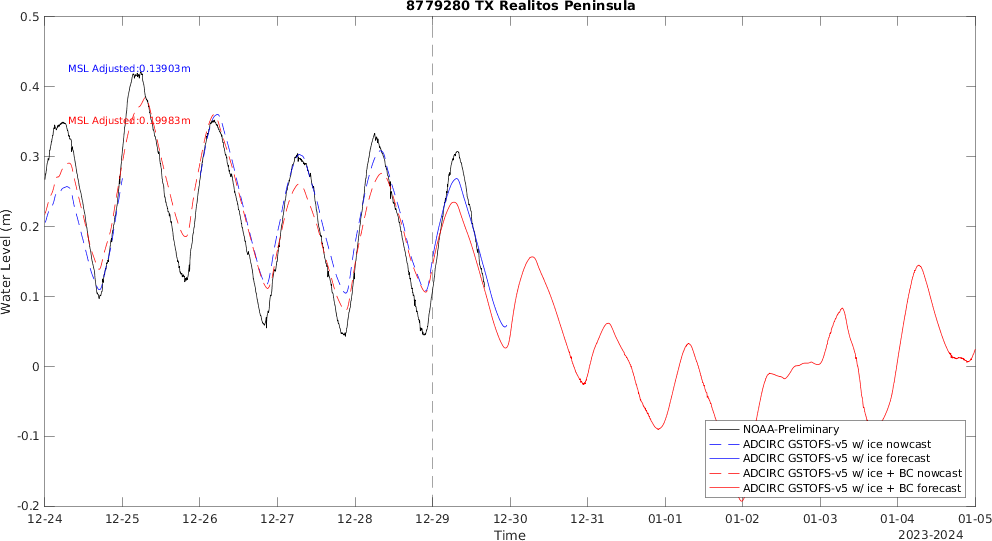 8779280 TX Realitos Peninsula
0.5
0.4
0.3
0.2
0.1
0
-0.1
-0.2
Water Level (m)
MSL Adjusted:0.13903m
MSL Adjusted:0.19983m
NOAA-Preliminary
ADCIRC GSTOFS-v5 w/ ice nowcast
ADCIRC GSTOFS-v5 w/ ice forecast
ADCIRC GSTOFS-v5 w/ ice + BC nowcast
ADCIRC GSTOFS-v5 w/ ice + BC forecast
12-24 12-25 12-26 12-27 12-28 12-29 12-30 12-31 01-01 01-02 01-03 01-04 01-05
Time
2023-2024